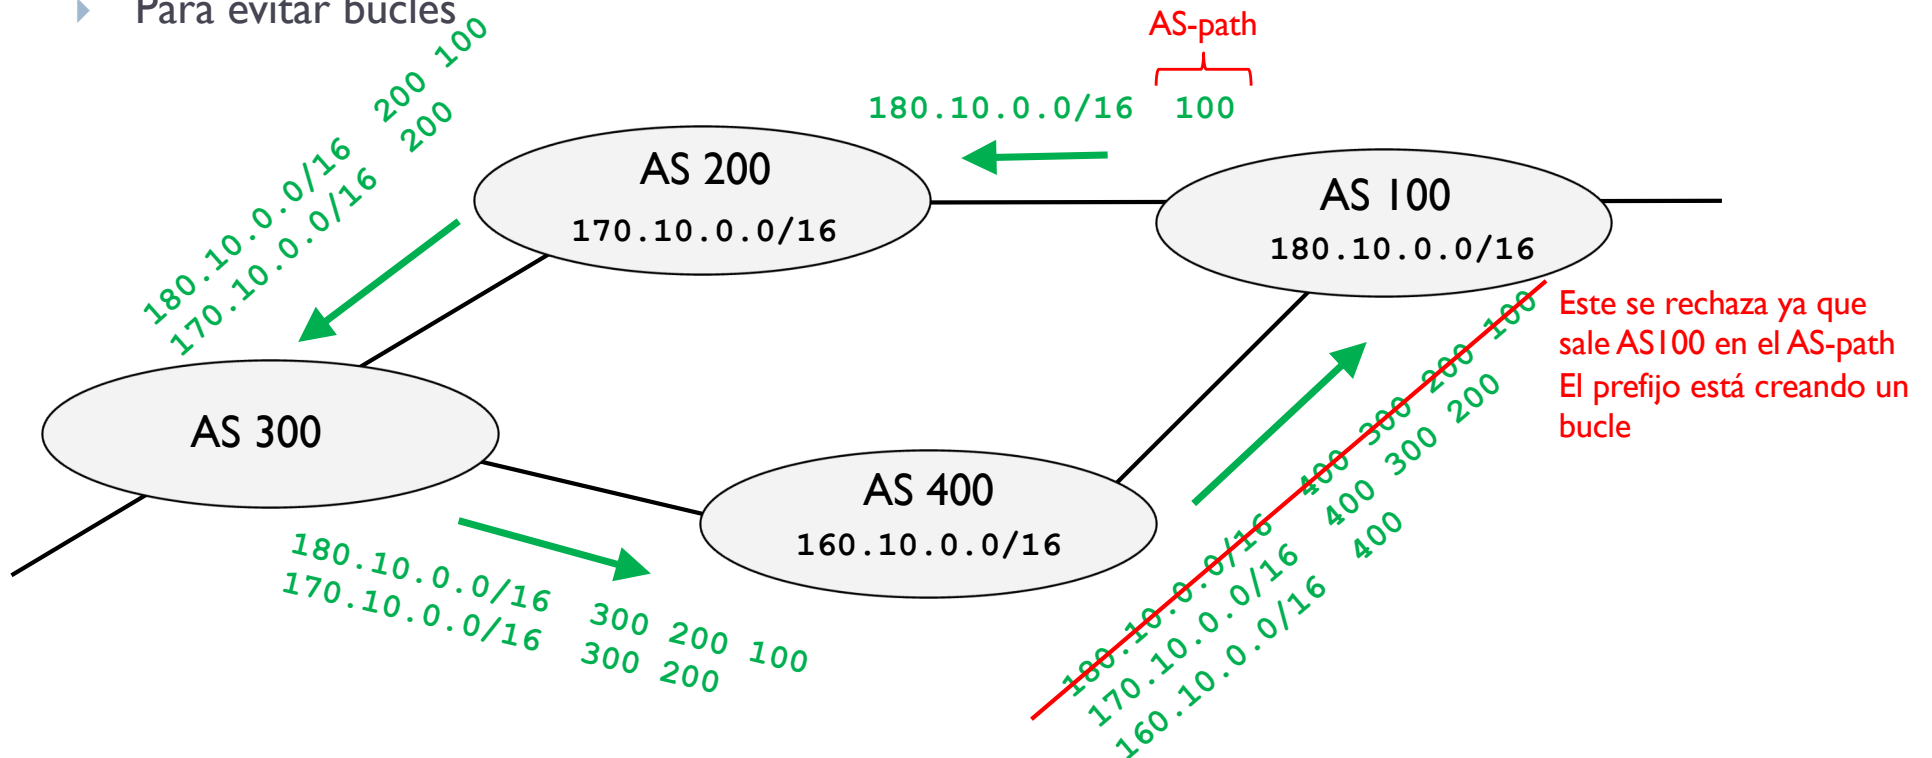 Para evitar bucles
AS-path
180.10.0.0/16 100
180.10.0.0/16 200 100
170.10.0.0/16 200
AS 200
170.10.0.0/16
AS 100
180.10.0.0/16
Este se rechaza ya que
sale AS100 en el AS-path
El prefijo está creando un
bucle
AS 300
AS 400
160.10.0.0/16
180.10.0.0/16 300 200 100
170.10.0.0/16 300 200
180.10.0.0/16 400 300 200 100
170.10.0.0/16 400 300 200
160.10.0.0/16 400